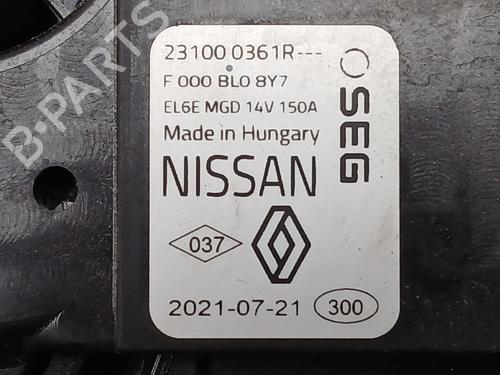 23100 0361R---
F 000 BL0 8Y7
EL6E MGD 14V 150A
Made in Hungary
NISSAN
SEG
037
2021-07-21
300
B-PARTS